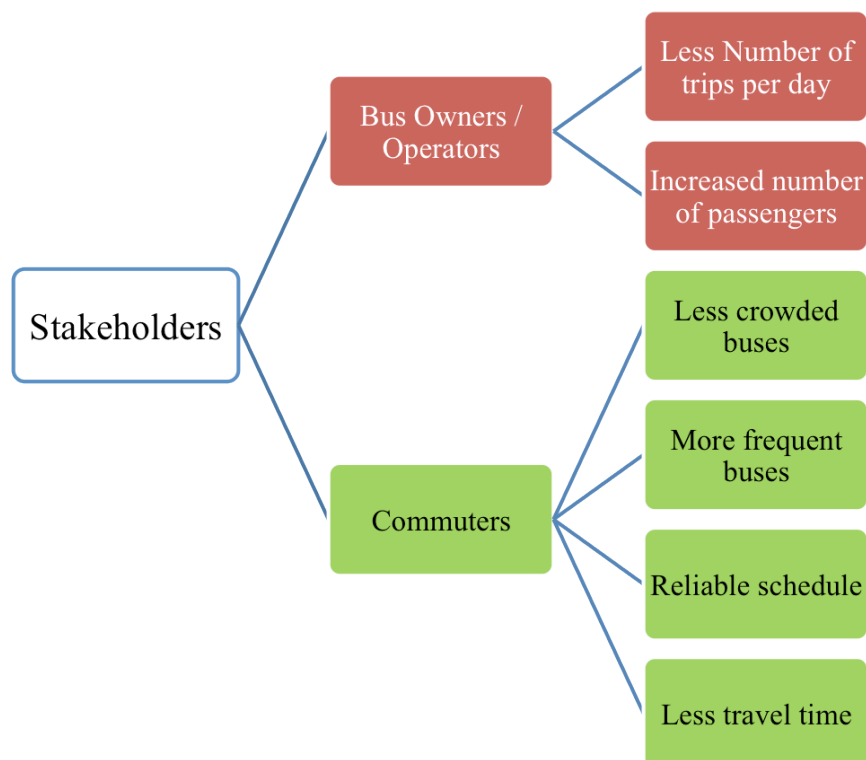 Less Number of
trips per day
Bus Owners /
Operators
Increased number
of passengers
Stakeholders
Less crowded
buses
More frequent
buses
Commuters
Reliable schedule
Less travel time